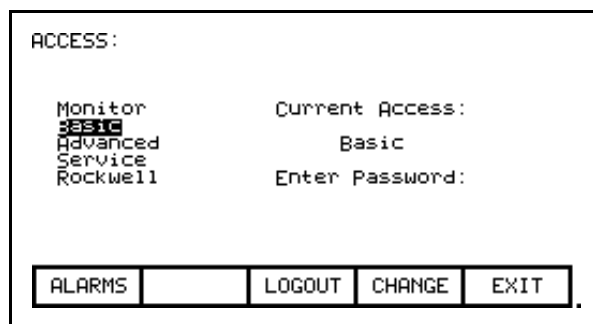 ACCESS:
Monitor
Basic
Advanced
Service
Rockwell
Current Access:
Basic
Enter Password:
ALARMS LOGOUT CHANGE EXIT